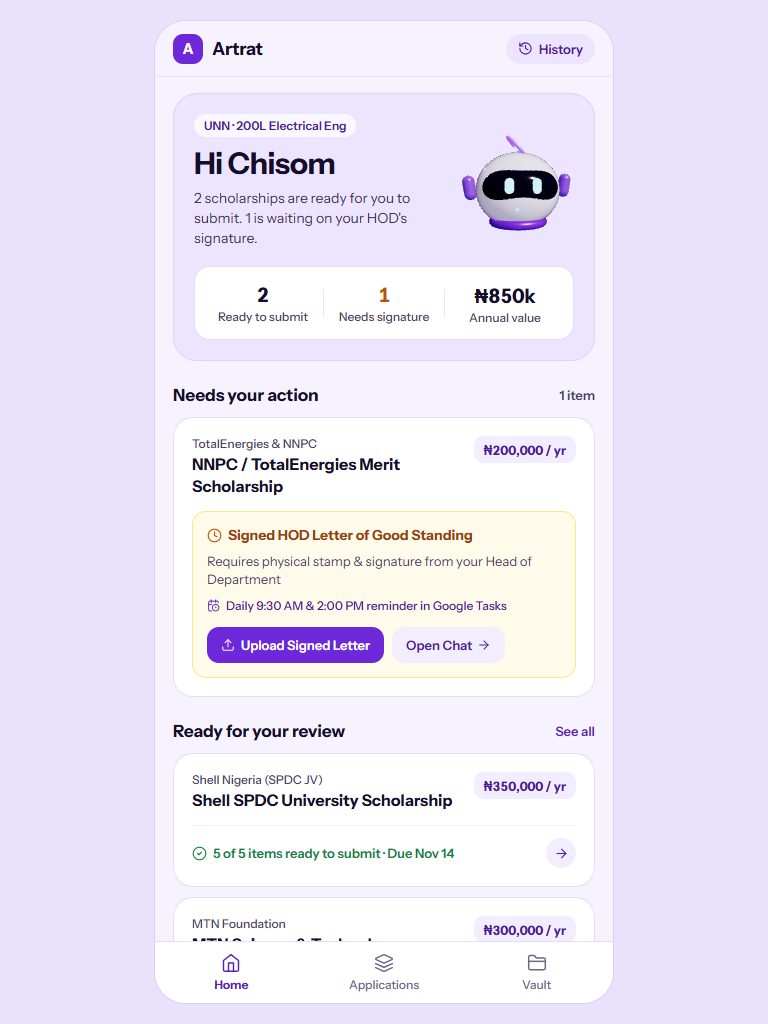 A Artrat
History
UNN · 200L Electrical Eng
Hi Chisom
2 scholarships are ready for you to
submit. 1 is waiting on your HOD's
signature.
2
Ready to submit
1
Needs signature
₦850k
Annual value
Needs your action
1 item
TotalEnergies & NNPC
NNPC / TotalEnergies Merit
Scholarship
₦200,000 / yr
Signed HOD Letter of Good Standing
Requires physical stamp & signature from your Head of
Department
Daily 9:30 AM & 2:00 PM reminder in Google Tasks
Upload Signed Letter
Open Chat
Ready for your review
See all
Shell Nigeria (SPDC JV)
Shell SPDC University Scholarship
₦350,000 / yr
5 of 5 items ready to submit · Due Nov 14
MTN Foundation
₦300,000 / yr
Home
Applications
Vault